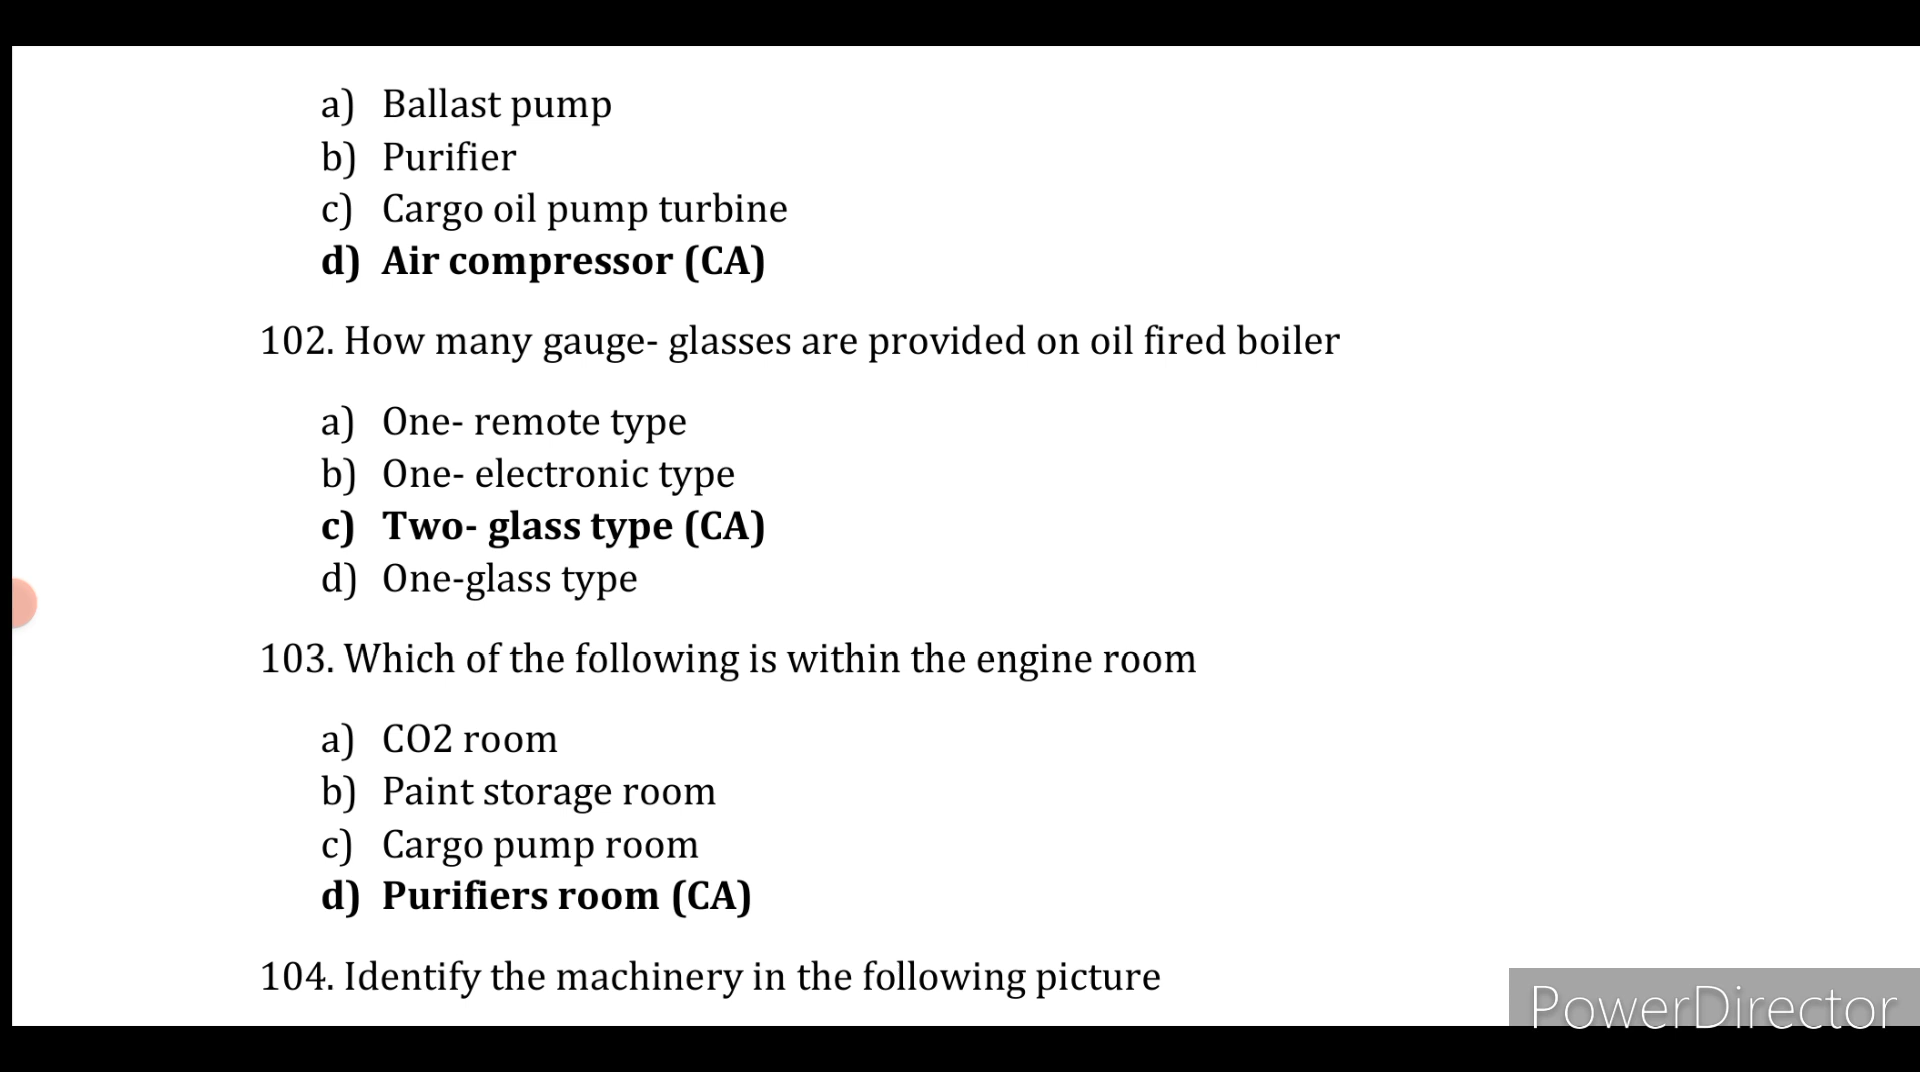 a) Ballast pump
b) Purifier
c) Cargo oil pump turbine
d) Air compressor (CA)
102. How many gauge- glasses are provided on oil fired boiler
a) One- remote type
b) One- electronic type
c) Two- glass type (CA)
d) One-glass type
103. Which of the following is within the engine room
a) CO2 room
b) Paint storage room
c) Cargo pump room
d) Purifiers room (CA)
104. Identify the machinery in the following picture
PowerDirector